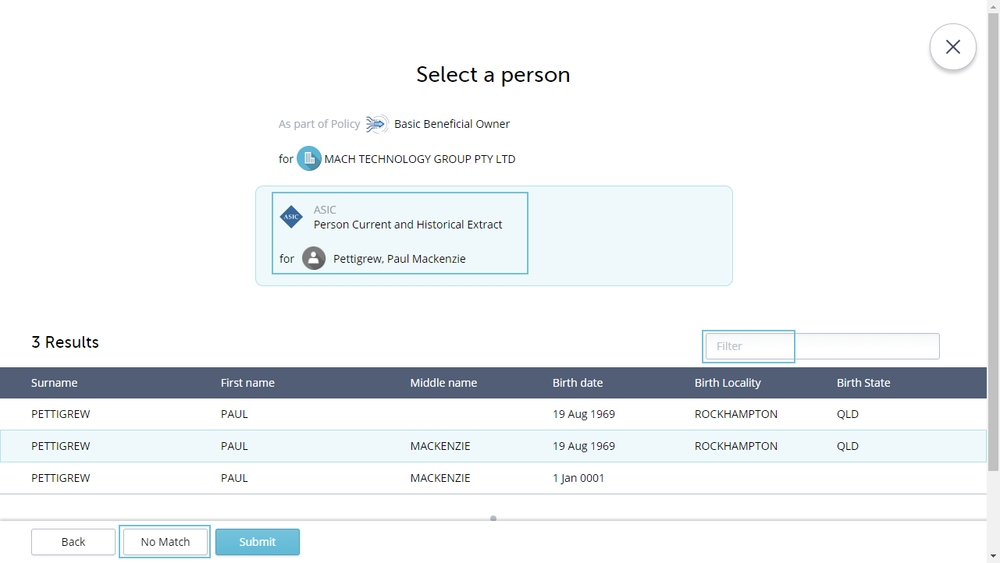 Select a person
As part of Policy Basic Beneficial Owner
for MACH TECHNOLOGY GROUP PTY LTD
ASIC
ASIC
Person Current and Historical Extract
for Pettigrew, Paul Mackenzie
3 Results
Filter
Surname First name Middle name Birth date Birth Locality Birth State
PETTIGREW PAUL 19 Aug 1969 ROCKHAMPTON QLD
PETTIGREW PAUL MACKENZIE 19 Aug 1969 ROCKHAMPTON QLD
PETTIGREW PAUL MACKENZIE 1 Jan 0001
Back No Match Submit